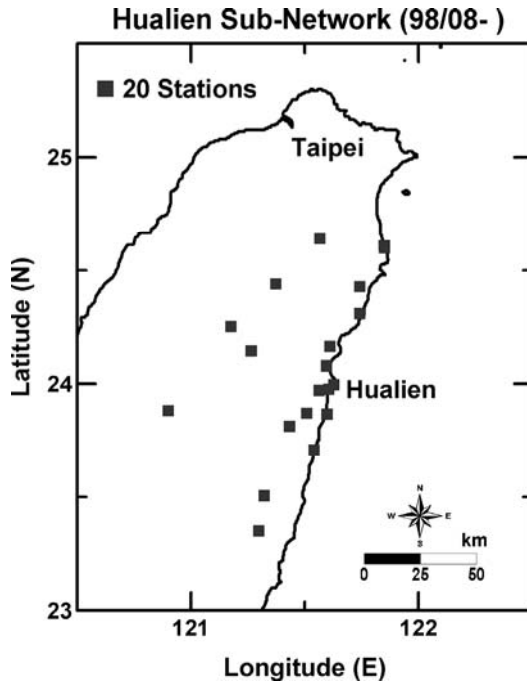 Hualien Sub-Network (98/08- )
20 Stations
Taipei
25
Latitude (N)
24
Hualien
N
W E
S
km
0 25 50
23
121 122
Longitude (E)